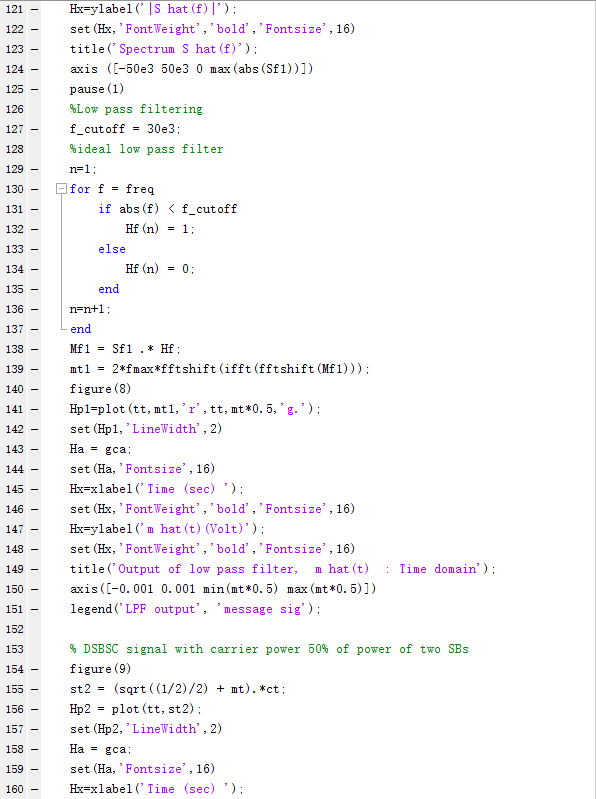 121 — Hx=ylabel('|S hat(f)|');
122 — set(Hx,'FontWeight','bold','Fontsize',16)
123 — title('Spectrum S hat(f)');
124 — axis ([-50e3 50e3 0 max(abs(Sf1))])
125 — pause(1)
126 %Low pass filtering
127 — f_cutoff = 30e3;
128 %ideal low pass filter
129 — n=1;
130 — for f = freq
131 — if abs(f) < f_cutoff
132 — Hf(n) = 1;
133 — else
134 — Hf(n) = 0;
135 — end
136 — n=n+1;
137 — end
138 — Mf1 = Sf1 .* Hf;
139 — mt1 = 2*fmax*fftshift(ifft(fftshift(Mf1)));
140 — figure(8)
141 — Hp1=plot(tt,mt1,'r',tt,mt*0.5,'g.');
142 — set(Hp1,'LineWidth',2)
143 — Ha = gca;
144 — set(Ha,'Fontsize',16)
145 — Hx=xlabel('Time (sec) ');
146 — set(Hx,'FontWeight','bold','Fontsize',16)
147 — Hx=ylabel('m hat(t)(Volt)');
148 — set(Hx,'FontWeight','bold','Fontsize',16)
149 — title('Output of low pass filter,  m hat(t)  : Time domain');
150 — axis([-0.001 0.001 min(mt*0.5) max(mt*0.5)])
151 — legend('LPF output', 'message sig');
152
153 % DSBSC signal with carrier power 50% of power of two SBs
154 — figure(9)
155 — st2 = (sqrt((1/2)/2) + mt).*ct;
156 — Hp2 = plot(tt,st2);
157 — set(Hp2,'LineWidth',2)
158 — Ha = gca;
159 — set(Ha,'Fontsize',16)
160 — Hx=xlabel('Time (sec) ');